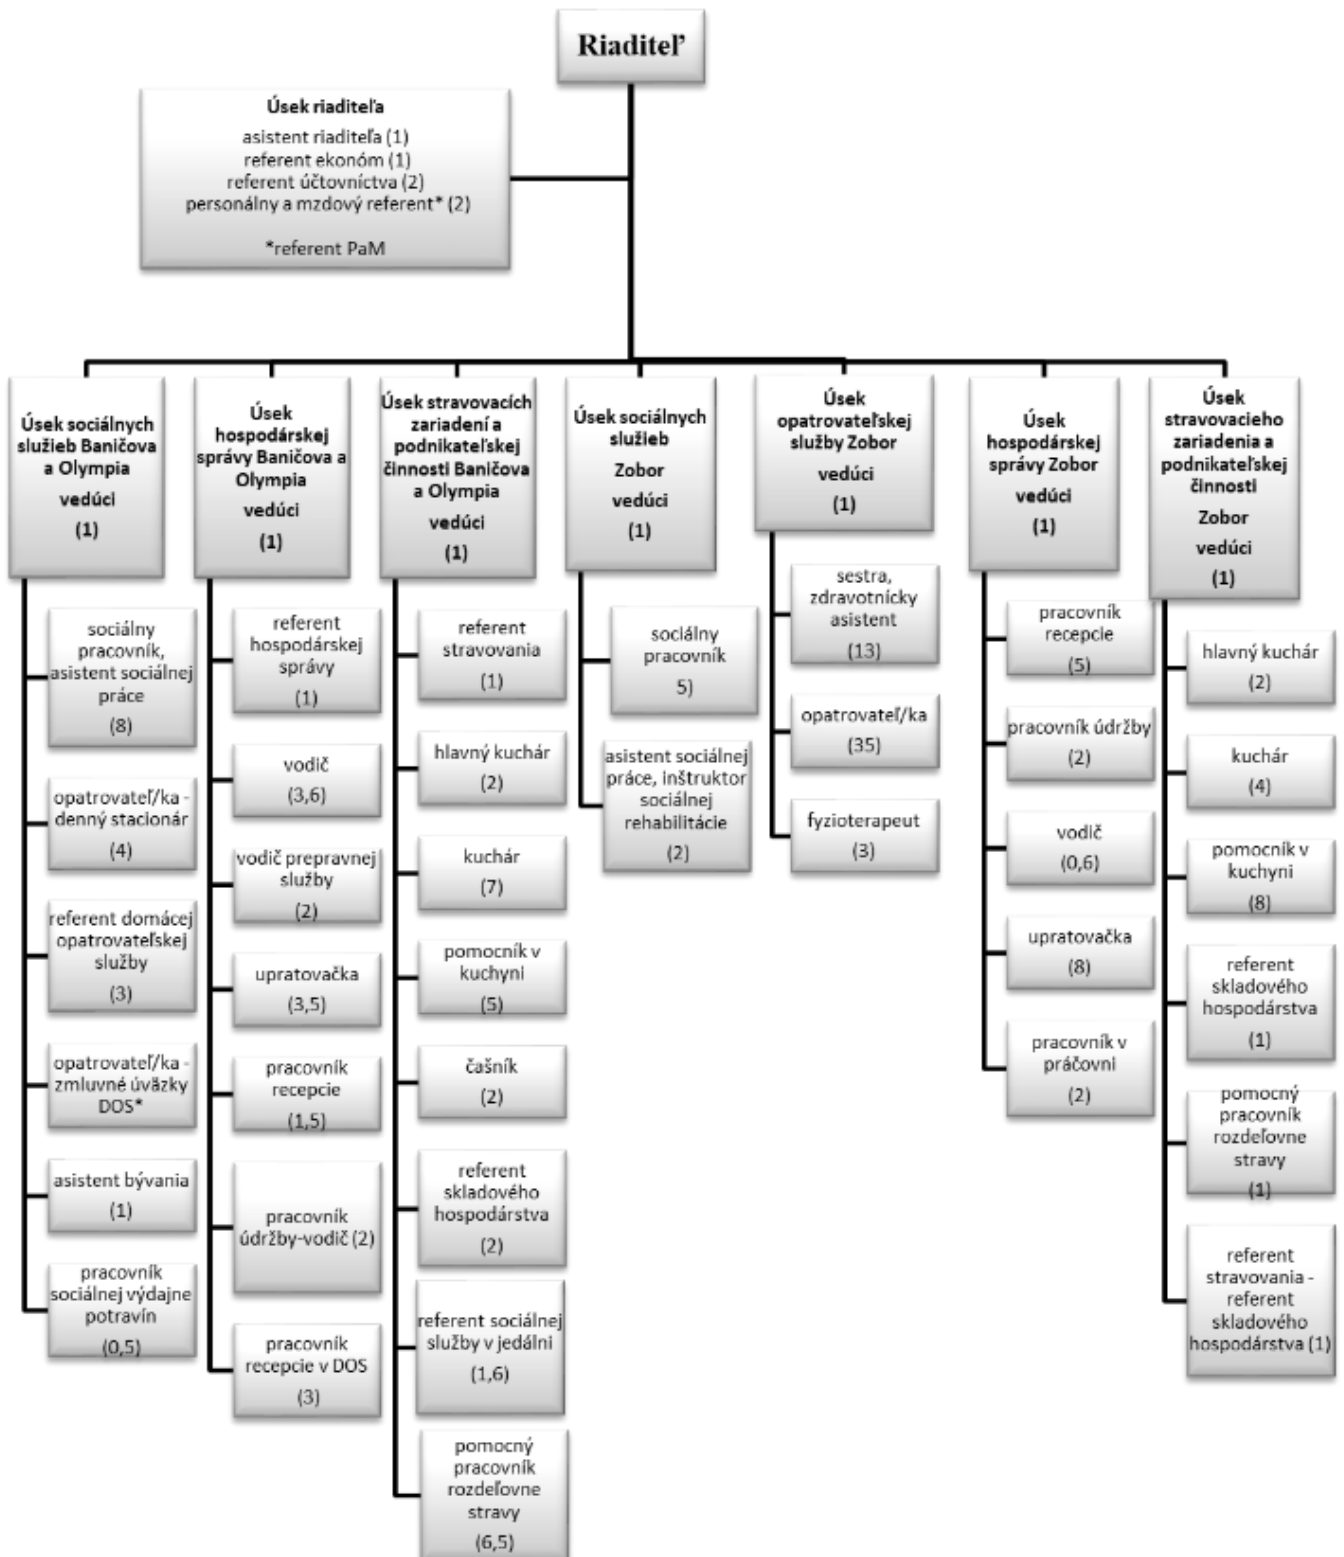 Riaditeľ
Úsek riaditeľa
asistent riaditeľa (1)
referent ekonóm (1)
referent účtovníctva (2)
personálny a mzdový referent* (2)
*referent PaM
Úsek sociálnych
služieb Baničova
a Olympia
vedúci
(1)
sociálny
pracovník,
asistent sociálnej
práce
(8)
opatrovateľ/ka -
denný stacionár
(4)
referent domácej
opatrovateľskej
služby
(3)
opatrovateľ/ka -
zmluvné úväzky
DOS*
asistent bývania
(1)
pracovník
sociálnej výdajne
potravín
(0,5)
Úsek
hospodárskej
správy Baničova a
Olympia
vedúci
(1)
referent
hospodárskej
správy
(1)
vodič
(3,6)
vodič prepravnej
služby
(2)
upratovačka
(3,5)
pracovník
recepcie
(1,5)
pracovník
údržby-vodič (2)
pracovník
recepcie v DOS
(3)
Úsek stravovacích
zariadení a
podnikateľskej
činnosti Baničova
a Olympia
vedúci
(1)
referent
stravovania
(1)
hlavný kuchár
(2)
kuchár
(7)
pomocník v
kuchyni
(5)
čašník
(2)
referent
skladového
hospodárstva
(2)
referent sociálnej
služby v jedálni
(1,6)
pomocný
pracovník
rozdeľovne
stravy
(6,5)
Úsek sociálnych
služieb
Zobor
vedúci
(1)
sociálny
pracovník
5)
asistent sociálnej
práce, inštruktor
sociálnej
rehabilitácie
(2)
Úsek
opatrovateľskej
služby Zobor
vedúci
(1)
sestra,
zdravotnícky
asistent
(13)
opatrovateľ/ka
(35)
fyzioterapeut
(3)
Úsek
hospodárskej
správy Zobor
vedúci
(1)
pracovník
recepcie
(5)
pracovník údržby
(2)
vodič
(0,6)
upratovačka
(8)
pracovník v
práčovni
(2)
Úsek
stravovacieho
zariadenia a
podnikateľskej
činnosti
Zobor
vedúci
(1)
hlavný kuchár
(2)
kuchár
(4)
pomocník v
kuchyni
(8)
referent
skladového
hospodárstva
(1)
pomocný
pracovník
rozdeľovne
stravy
(1)
referent
stravovania -
referent
skladového
hospodárstva (1)